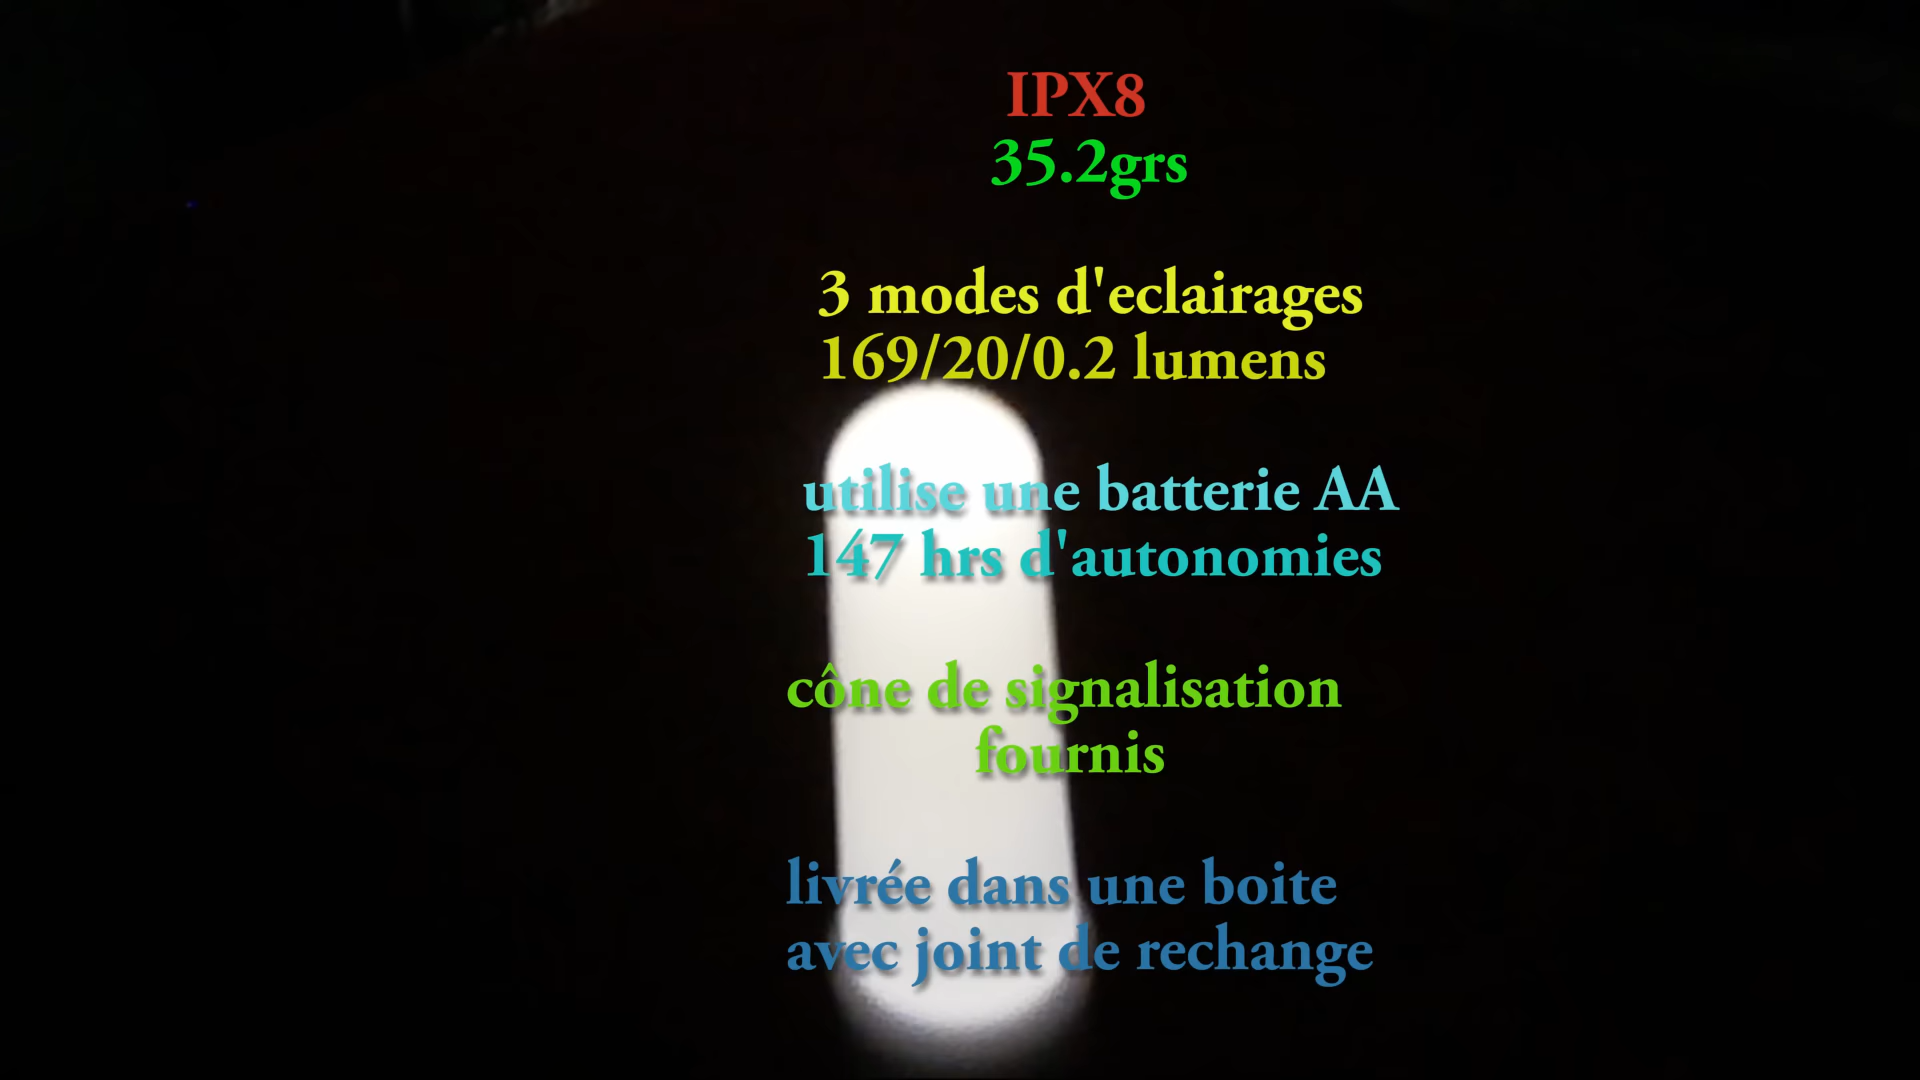 IPX8
35.2grs
3 modes d'eclairages
169/20/0.2 lumens
utilise une batterie AA
147 hrs d'autonomies
cône de signalisation
fournis
livrée dans une boite
avec joint de rechange